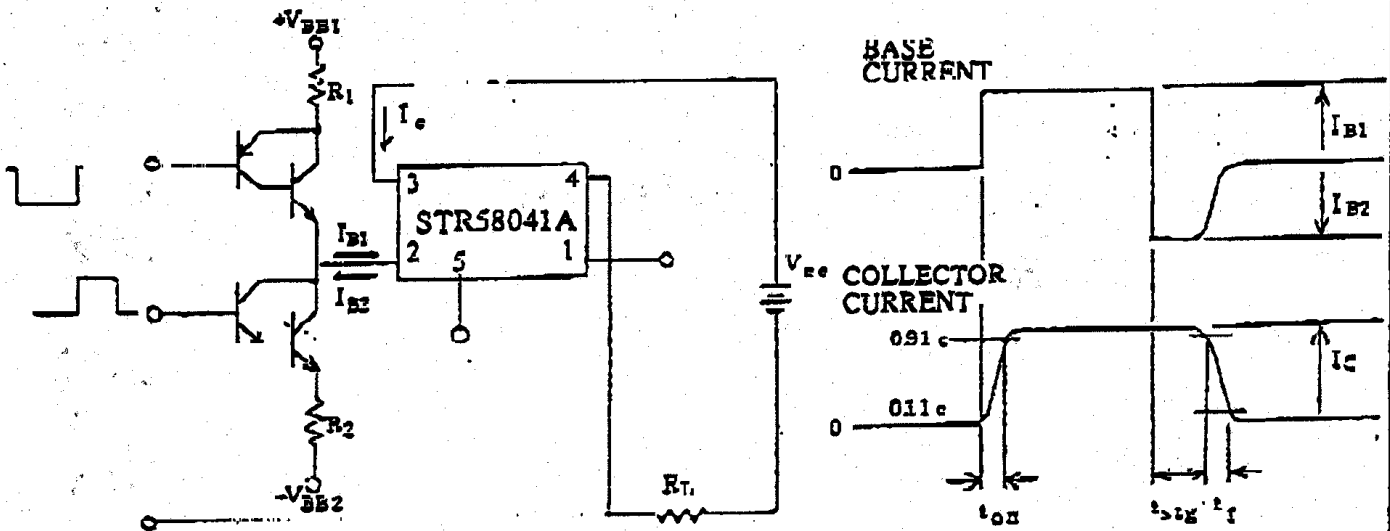 +VBB1
R1
Ic
3
4
STR58041A
IB1
2
5
1
IB2
R2
-VBB2
RL
BASE
CURRENT
0
IB1
IB2
COLLECTOR
CURRENT
0.9Ic
0.1Ic
0
IC
ton
tstg
tf